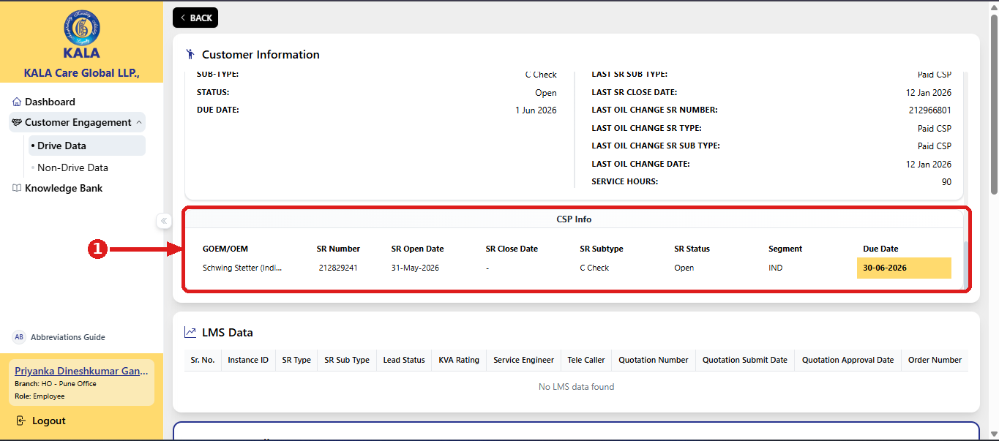 KALA
KALA Care Global LLP.,
Dashboard
Customer Engagement
• Drive Data
Non-Drive Data
Knowledge Bank
AB Abbreviations Guide
Priyanka Dineshkumar Gan...
Branch: HO - Pune Office
Role: Employee
Logout
BACK
Customer Information
SUB-TYPE: C Check
STATUS: Open
DUE DATE: 1 Jun 2026
LAST SR SUB TYPE: Paid CSP
LAST SR CLOSE DATE: 12 Jan 2026
LAST OIL CHANGE SR NUMBER: 212966801
LAST OIL CHANGE SR TYPE: Paid CSP
LAST OIL CHANGE SR SUB TYPE: Paid CSP
LAST OIL CHANGE DATE: 12 Jan 2026
SERVICE HOURS: 90
1
CSP Info
GOEM/OEM SR Number SR Open Date SR Close Date SR Subtype SR Status Segment Due Date
Schwing Stetter (Indi... 212829241 31-May-2026 - C Check Open IND 30-06-2026
LMS Data
Sr. No. Instance ID SR Type SR Sub Type Lead Status KVA Rating Service Engineer Tele Caller Quotation Number Quotation Submit Date Quotation Approval Date Order Number
No LMS data found